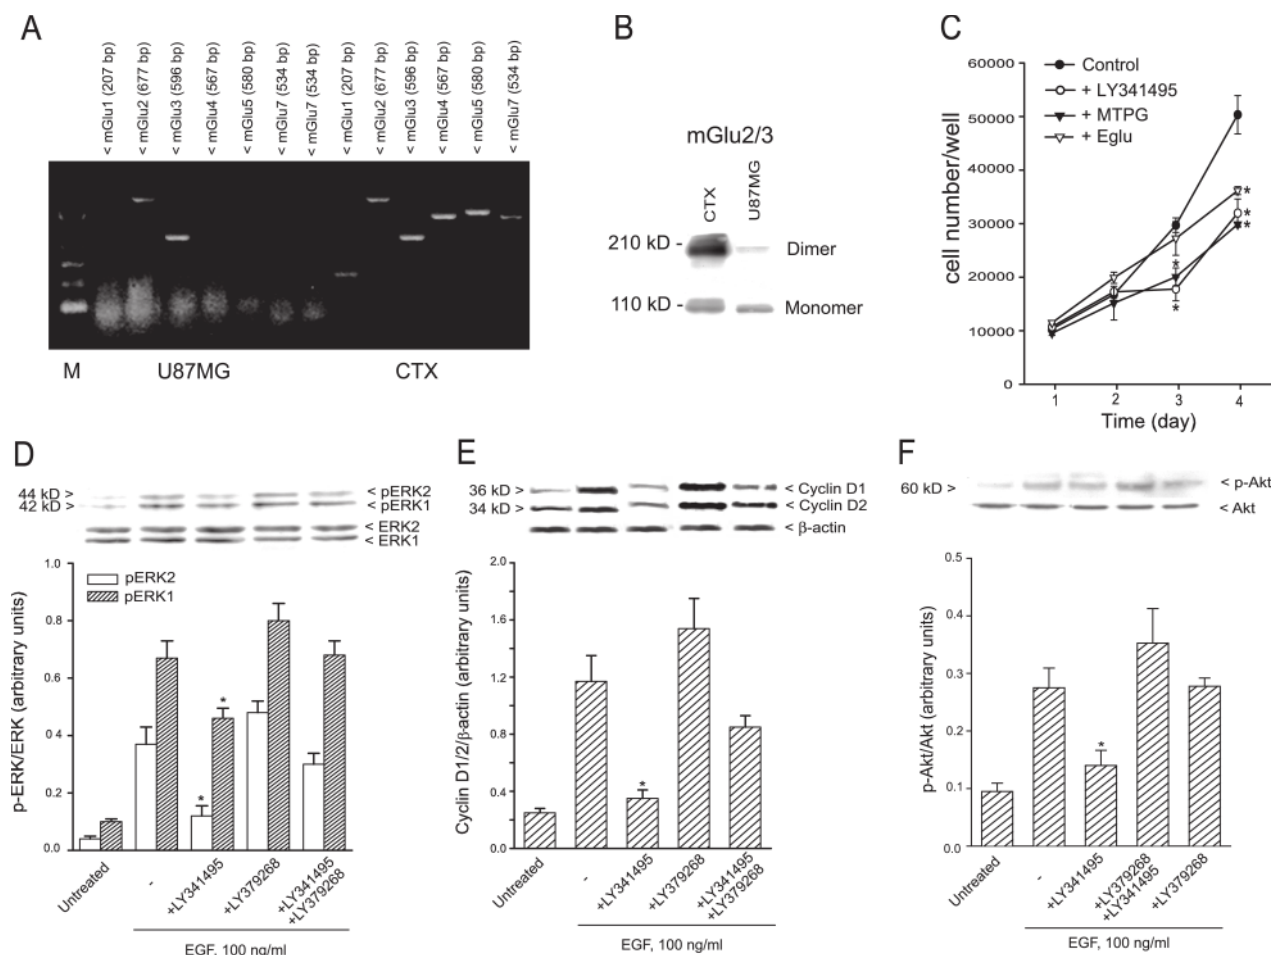 A
< mGlu1 (207 bp)
< mGlu2 (677 bp)
< mGlu3 (596 bp)
< mGlu4 (567 bp)
< mGlu5 (580 bp)
< mGlu7 (534 bp)
< mGlu7 (534 bp)
< mGlu1 (207 bp)
< mGlu2 (677 bp)
< mGlu3 (596 bp)
< mGlu4 (567 bp)
< mGlu5 (580 bp)
< mGlu7 (534 bp)
M
U87MG
CTX
B
mGlu2/3
CTX
U87MG
210 kD -
Dimer
110 kD -
Monomer
C
Control
+ LY341495
+ MTPG
+ Eglu
60000
50000
40000
30000
20000
10000
0
cell number/well
*
*
*
*
*
1
2
3
4
Time (day)
D
44 kD >
42 kD >
< pERK2
< pERK1
< ERK2
< ERK1
pERK2
pERK1
1.0
0.8
0.6
0.4
0.2
0.0
p-ERK/ERK (arbitrary units)
*
*
Untreated
-
+LY341495
+LY379268
+LY341495
+LY379268
EGF, 100 ng/ml
E
36 kD >
34 kD >
< Cyclin D1
< Cyclin D2
< β-actin
2.0
1.6
1.2
0.8
0.4
0.0
Cyclin D1/2/β-actin (arbitrary units)
*
Untreated
-
+LY341495
+LY379268
+LY341495
+LY379268
EGF, 100 ng/ml
F
60 kD >
< p-Akt
< Akt
0.5
0.4
0.3
0.2
0.1
0.0
p-Akt/Akt (arbitrary units)
*
Untreated
-
+LY341495
+LY379268
+LY341495
+LY379268
EGF, 100 ng/ml